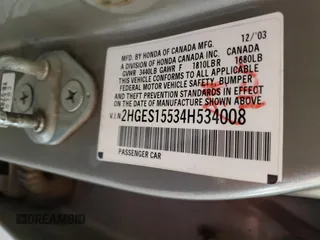 MFD. BY HONDA OF CANADA MFG. 12/'03
A DIVISION OF HONDA CANADA INC. CANADA
GVWR 3440LB GAWR F 1810LBR 1680LB
THIS VEHICLE CONFORMS TO ALL APPLICABLE
FEDERAL MOTOR VEHICLE SAFETY, BUMPER
AND THEFT PREVENTION STANDARDS IN EFFECT
ON THE DATE OF MANUFACTURE SHOWN ABOVE.
V.I.N 2HGES15534H534008
PASSENGER CAR
DREAMBID